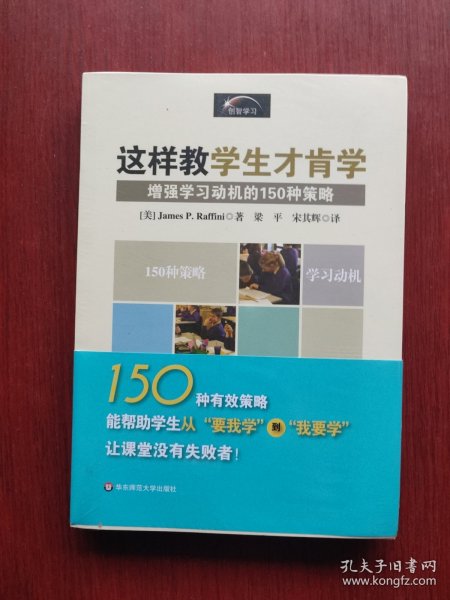 创智学习
这样教学生才肯学
增强学习动机的150种策略
[美] James P. Raffini ◎ 著 梁 平 宋其辉 ◎ 译
150种策略
学习动机
150种有效策略
能帮助学生从“要我学”到“我要学”
让课堂没有失败者！
华东师范大学出版社
孔夫子旧书网
www.kongfz.com